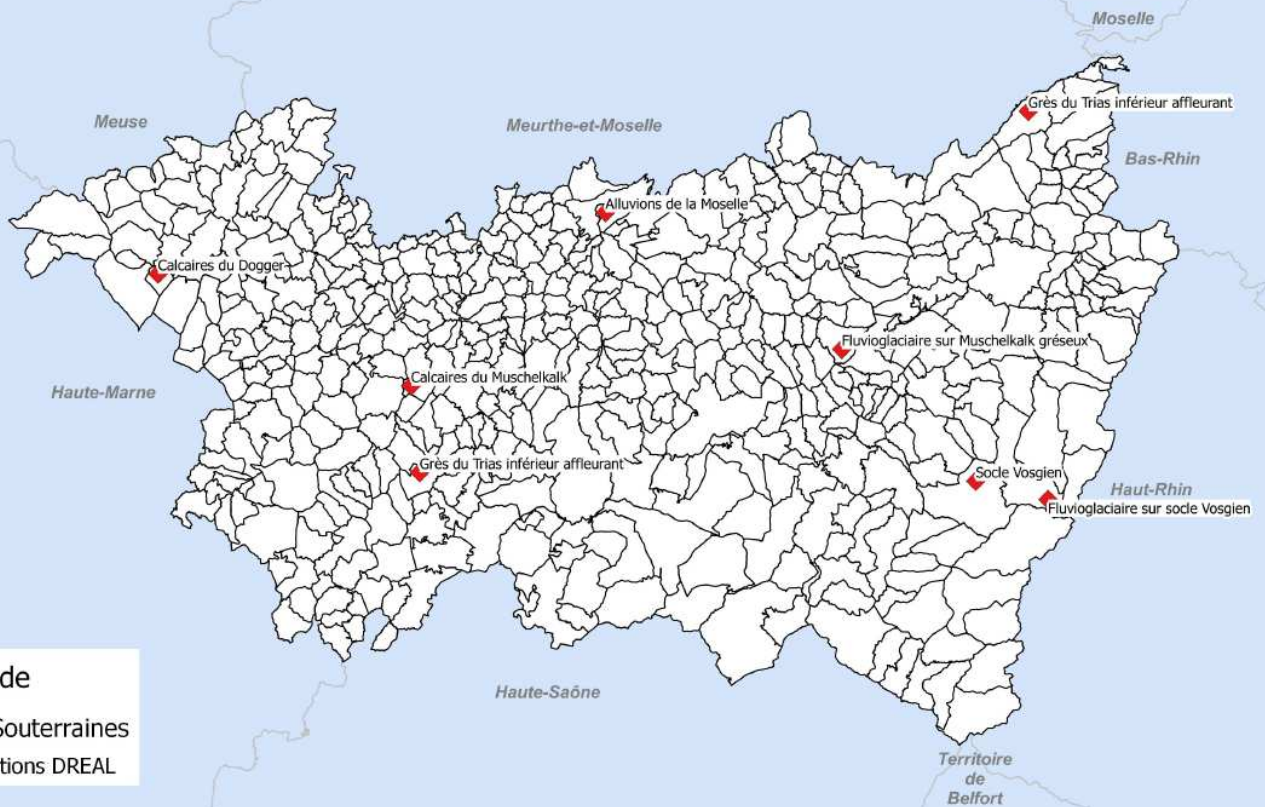 Moselle
Grès du Trias inférieur affleurant
Meuse
Meurthe-et-Moselle
Bas-Rhin
Alluvions de la Moselle
Calcaires du Dogger
Fluvioglaciaire sur Muschelkalk gréseux
Calcaires du Muschelkalk
Haute-Marne
Grès du Trias inférieur affleurant
Socle Vosgien
Haut-Rhin
Fluvioglaciaire sur socle Vosgien
de
Souterraines
tions DREAL
Haute-Saône
Territoire
de
Belfort